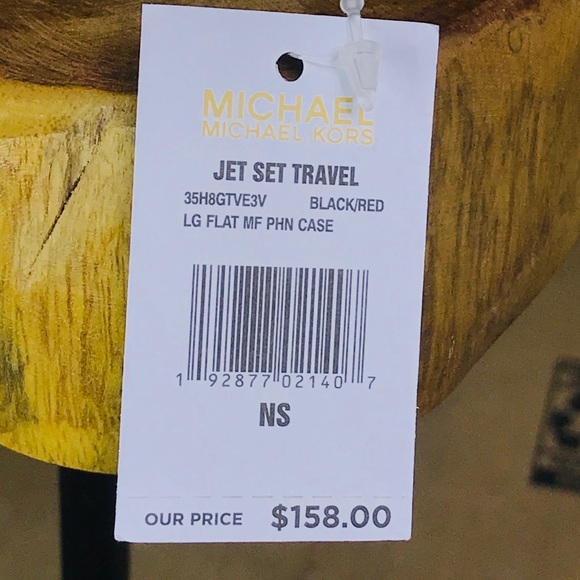 MICHAEL
MICHAEL KORS
JET SET TRAVEL
35H8GTVE3V BLACK/RED
LG FLAT MF PHN CASE
1 92877 02140 7
NS
OUR PRICE $158.00